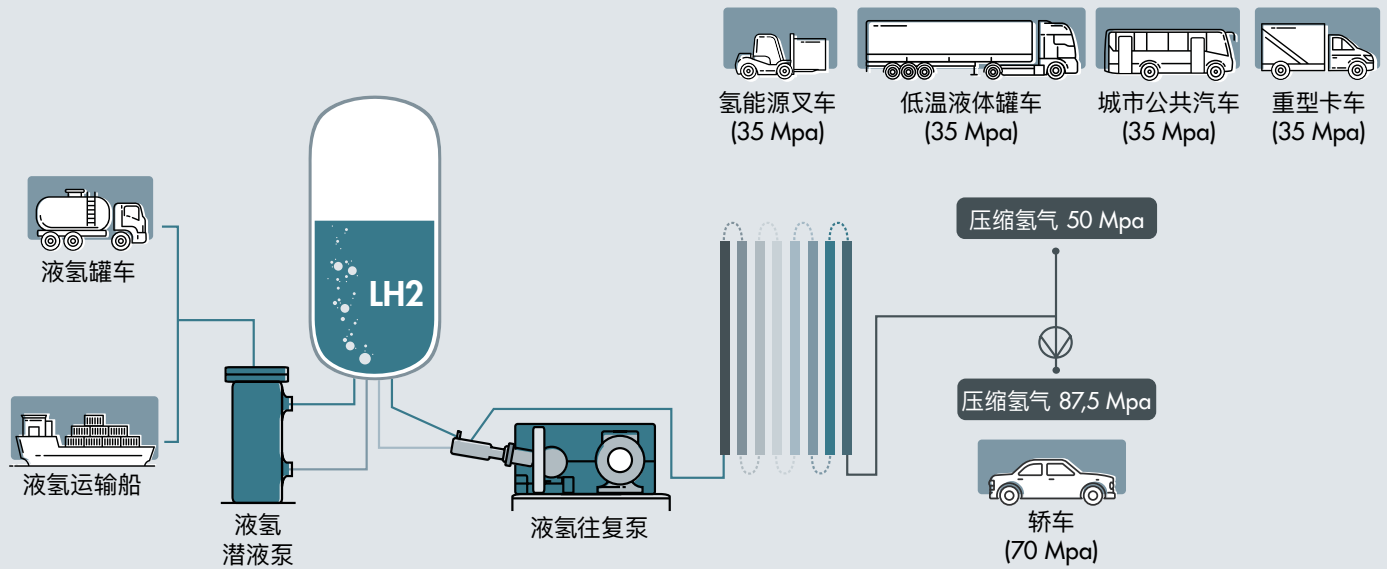 氢能源叉车
(35 Mpa)
低温液体罐车
(35 Mpa)
城市公共汽车
(35 Mpa)
重型卡车
(35 Mpa)
液氢罐车
LH2
压缩氢气 50 Mpa
压缩氢气 87,5 Mpa
液氢运输船
液氢
潜液泵
液氢往复泵
轿车
(70 Mpa)